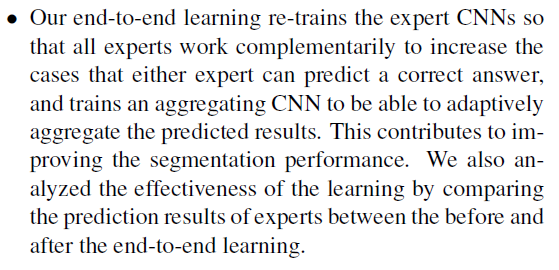 • Our end-to-end learning re-trains the expert CNNs so
that all experts work complementarily to increase the
cases that either expert can predict a correct answer,
and trains an aggregating CNN to be able to adaptively
aggregate the predicted results. This contributes to im-
proving the segmentation performance. We also an-
alyzed the effectiveness of the learning by comparing
the prediction results of experts between the before and
after the end-to-end learning.